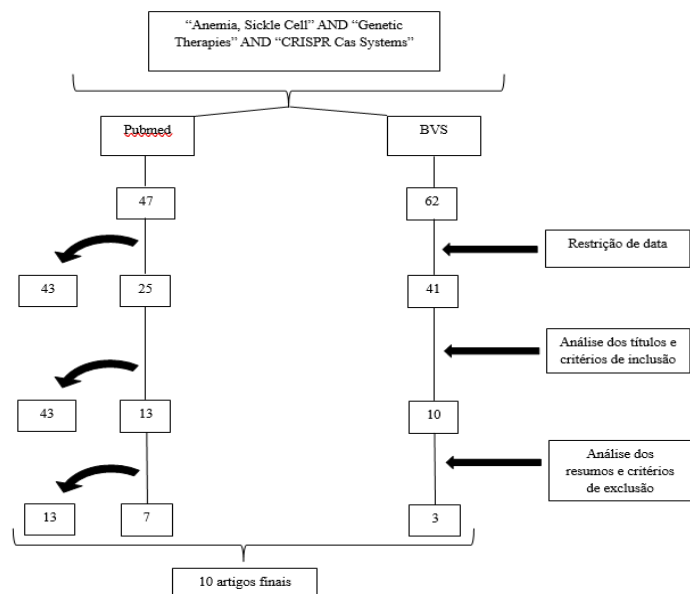 “Anemia, Sickle Cell” AND “Genetic
Therapies” AND “CRISPR Cas Systems”
Pubmed
BVS
47
62
Restrição de data
43
25
41
Análise dos títulos e
critérios de inclusão
43
13
10
Análise dos
resumos e critérios
de exclusão
13
7
3
10 artigos finais